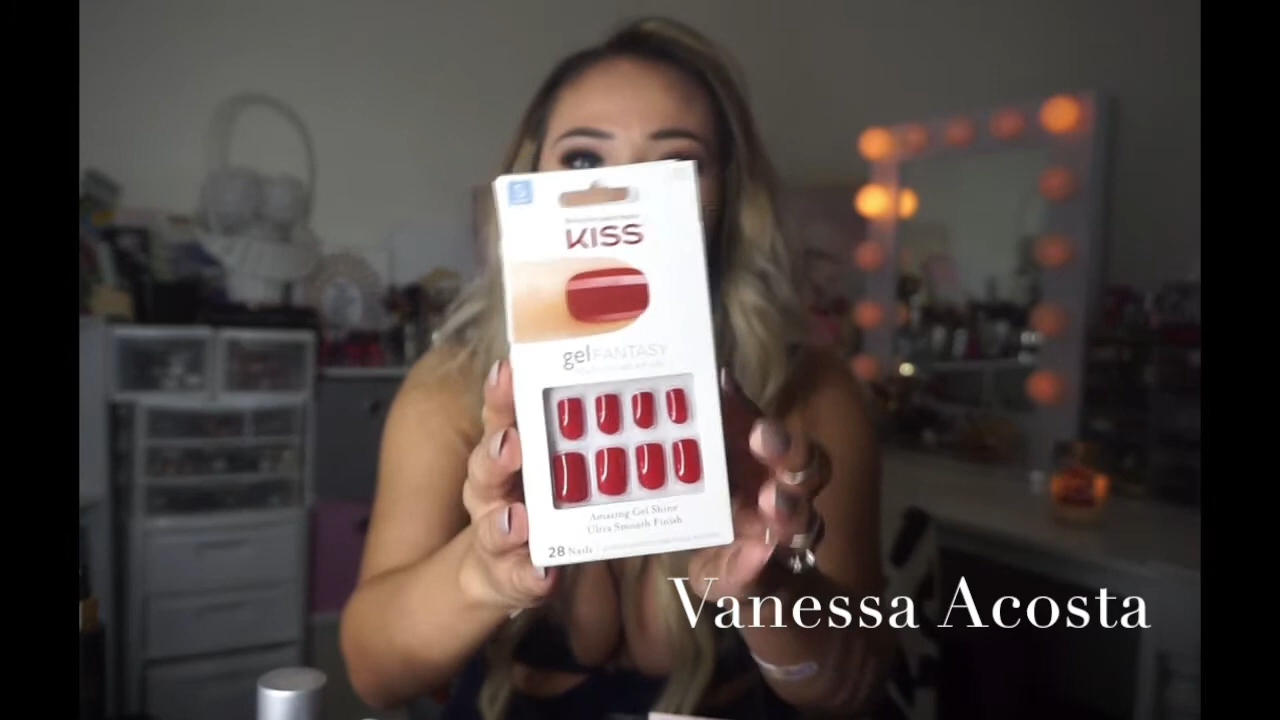 S
KISS
gelFANTASY
Amazing Gel Shine
Ultra Smooth Finish
28 Nails
Vanessa Acosta